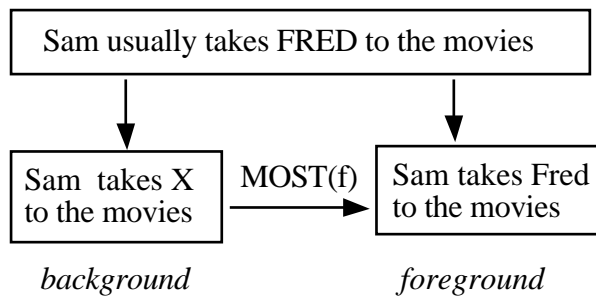 Sam usually takes FRED to the movies
Sam takes X
to the movies
MOST(f)
Sam takes Fred
to the movies
background
foreground